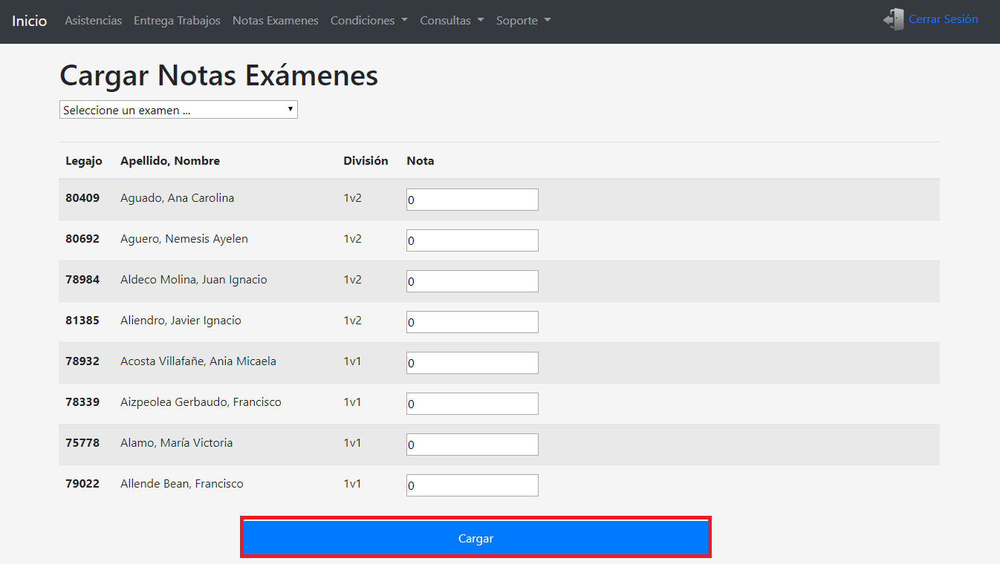 Inicio Asistencias Entrega Trabajos Notas Examenes Condiciones Consultas Soporte Cerrar Sesión
Cargar Notas Exámenes
Seleccione un examen ...
Legajo Apellido, Nombre División Nota
80409 Aguado, Ana Carolina 1v2 0
80692 Aguero, Nemesis Ayelen 1v2 0
78984 Aldeco Molina, Juan Ignacio 1v2 0
81385 Aliendro, Javier Ignacio 1v2 0
78932 Acosta Villafañe, Ania Micaela 1v1 0
78339 Aizpeolea Gerbaudo, Francisco 1v1 0
75778 Alamo, María Victoria 1v1 0
79022 Allende Bean, Francisco 1v1 0
Cargar